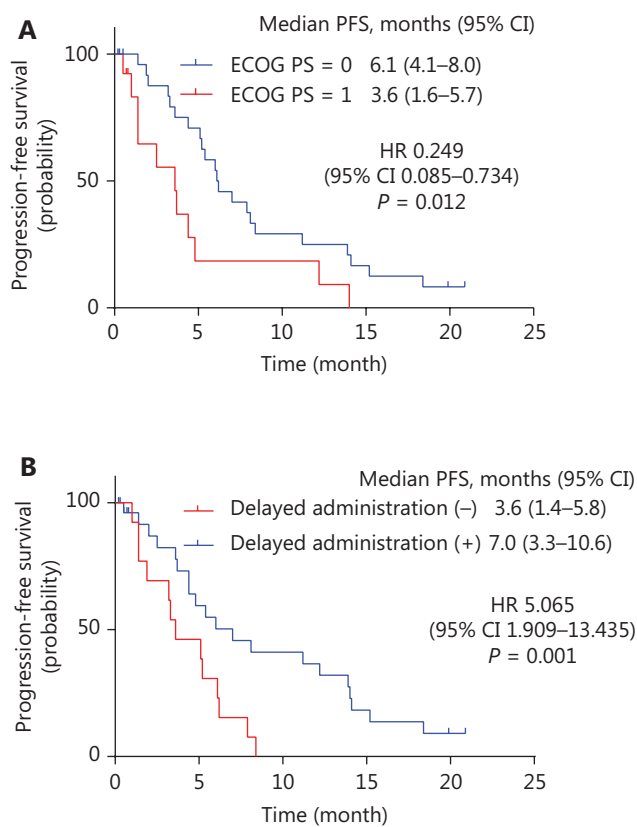 A
Median PFS, months (95% CI)
ECOG PS = 0 6.1 (4.1–8.0)
ECOG PS = 1 3.6 (1.6–5.7)
HR 0.249
(95% CI 0.085–0.734)
P = 0.012
Progression-free survival
(probability)
100
50
0
0 5 10 15 20 25
Time (month)
B
Median PFS, months (95% CI)
Delayed administration (–) 3.6 (1.4–5.8)
Delayed administration (+) 7.0 (3.3–10.6)
HR 5.065
(95% CI 1.909–13.435)
P = 0.001
Progression-free survival
(probability)
100
50
0
0 5 10 15 20 25
Time (month)